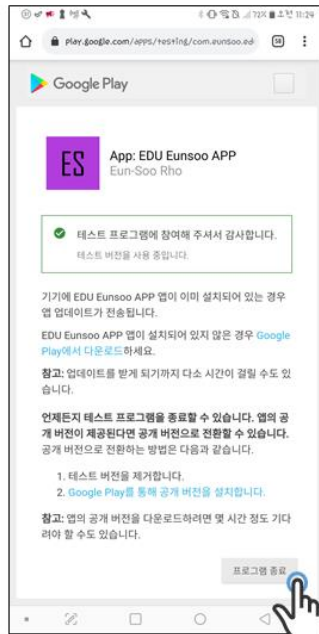 72% 오전 11:29
play.google.com/apps/testing/com.eunsoo.ed
58
Google Play
ES
App: EDU Eunsoo APP
Eun-Soo Rho
테스트 프로그램에 참여해 주셔서 감사합니다.
테스트 버전을 사용 중입니다.
기기에 EDU Eunsoo APP 앱이 이미 설치되어 있는 경우
앱 업데이트가 전송됩니다.
EDU Eunsoo APP 앱이 설치되어 있지 않은 경우 Google
Play에서 다운로드하세요.
참고: 업데이트를 받게 되기까지 다소 시간이 걸릴 수도 있
습니다.
언제든지 테스트 프로그램을 종료할 수 있습니다. 앱의 공
개 버전이 제공된다면 공개 버전으로 전환할 수 있습니다.
공개 버전으로 전환하는 방법은 다음과 같습니다.
1. 테스트 버전을 제거합니다.
2. Google Play를 통해 공개 버전을 설치합니다.
참고: 앱의 공개 버전을 다운로드하려면 몇 시간 정도 기다
려야 할 수도 있습니다.
프로그램 종료